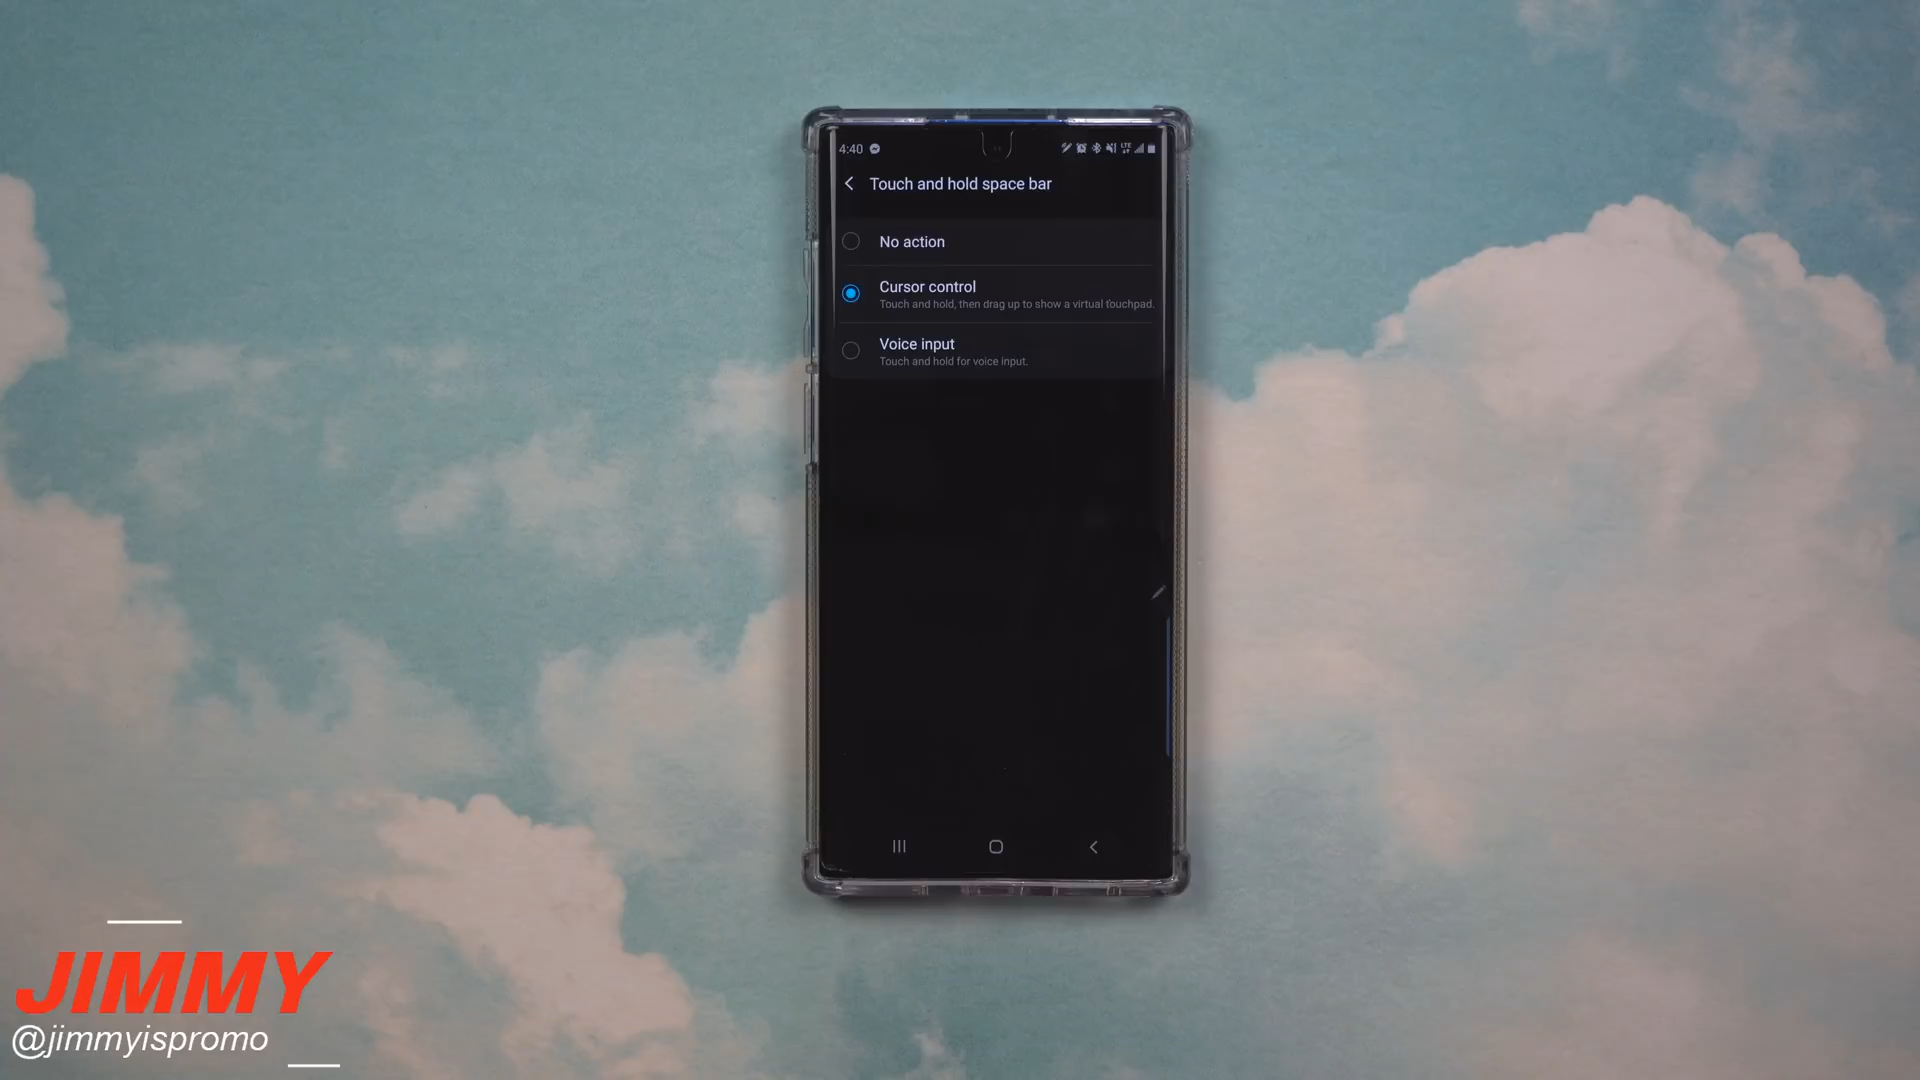 4:40
LTE
Touch and hold space bar
No action
Cursor control
Touch and hold, then drag up to show a virtual touchpad.
Voice input
Touch and hold for voice input.
JIMMY
@jimmyispromo